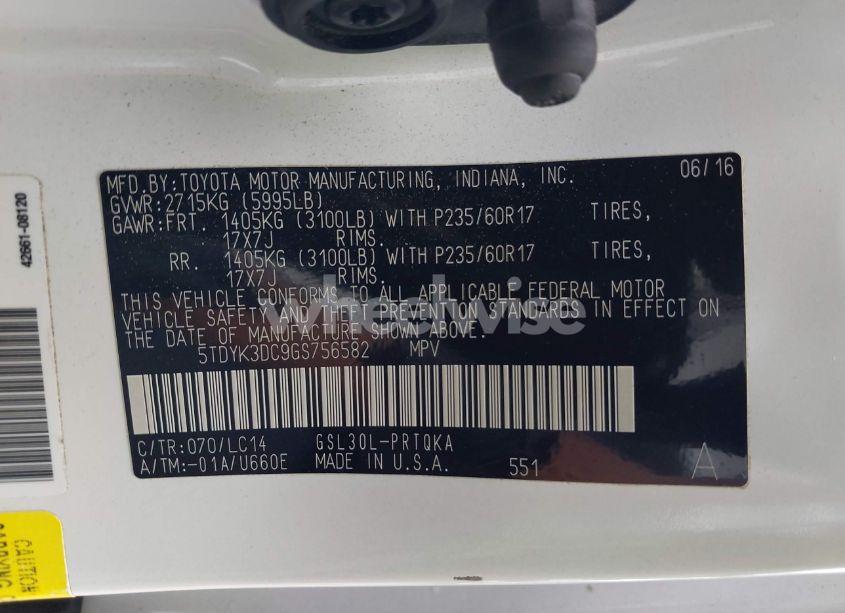 MFD.BY:TOYOTA MOTOR MANUFACTURING, INDIANA, INC. 06/16
GVWR:2715KG (5995LB)
GAWR:FRT. 1405KG (3100LB) WITH P235/60R17 TIRES,
17X7J RIMS.
RR. 1405KG (3100LB) WITH P235/60R17 TIRES,
17X7J RIMS.
THIS VEHICLE CONFORMS TO ALL APPLICABLE FEDERAL MOTOR
VEHICLE SAFETY AND THEFT PREVENTION STANDARDS IN EFFECT ON
THE DATE OF MANUFACTURE SHOWN ABOVE.
5TDYK3DC9GS756582 MPV
C/TR:070/LC14 GSL30L-PRTQKA
A/TM:-01A/U660E MADE IN U.S.A. 551 A
42661-08120
CAUTION
wheelwise